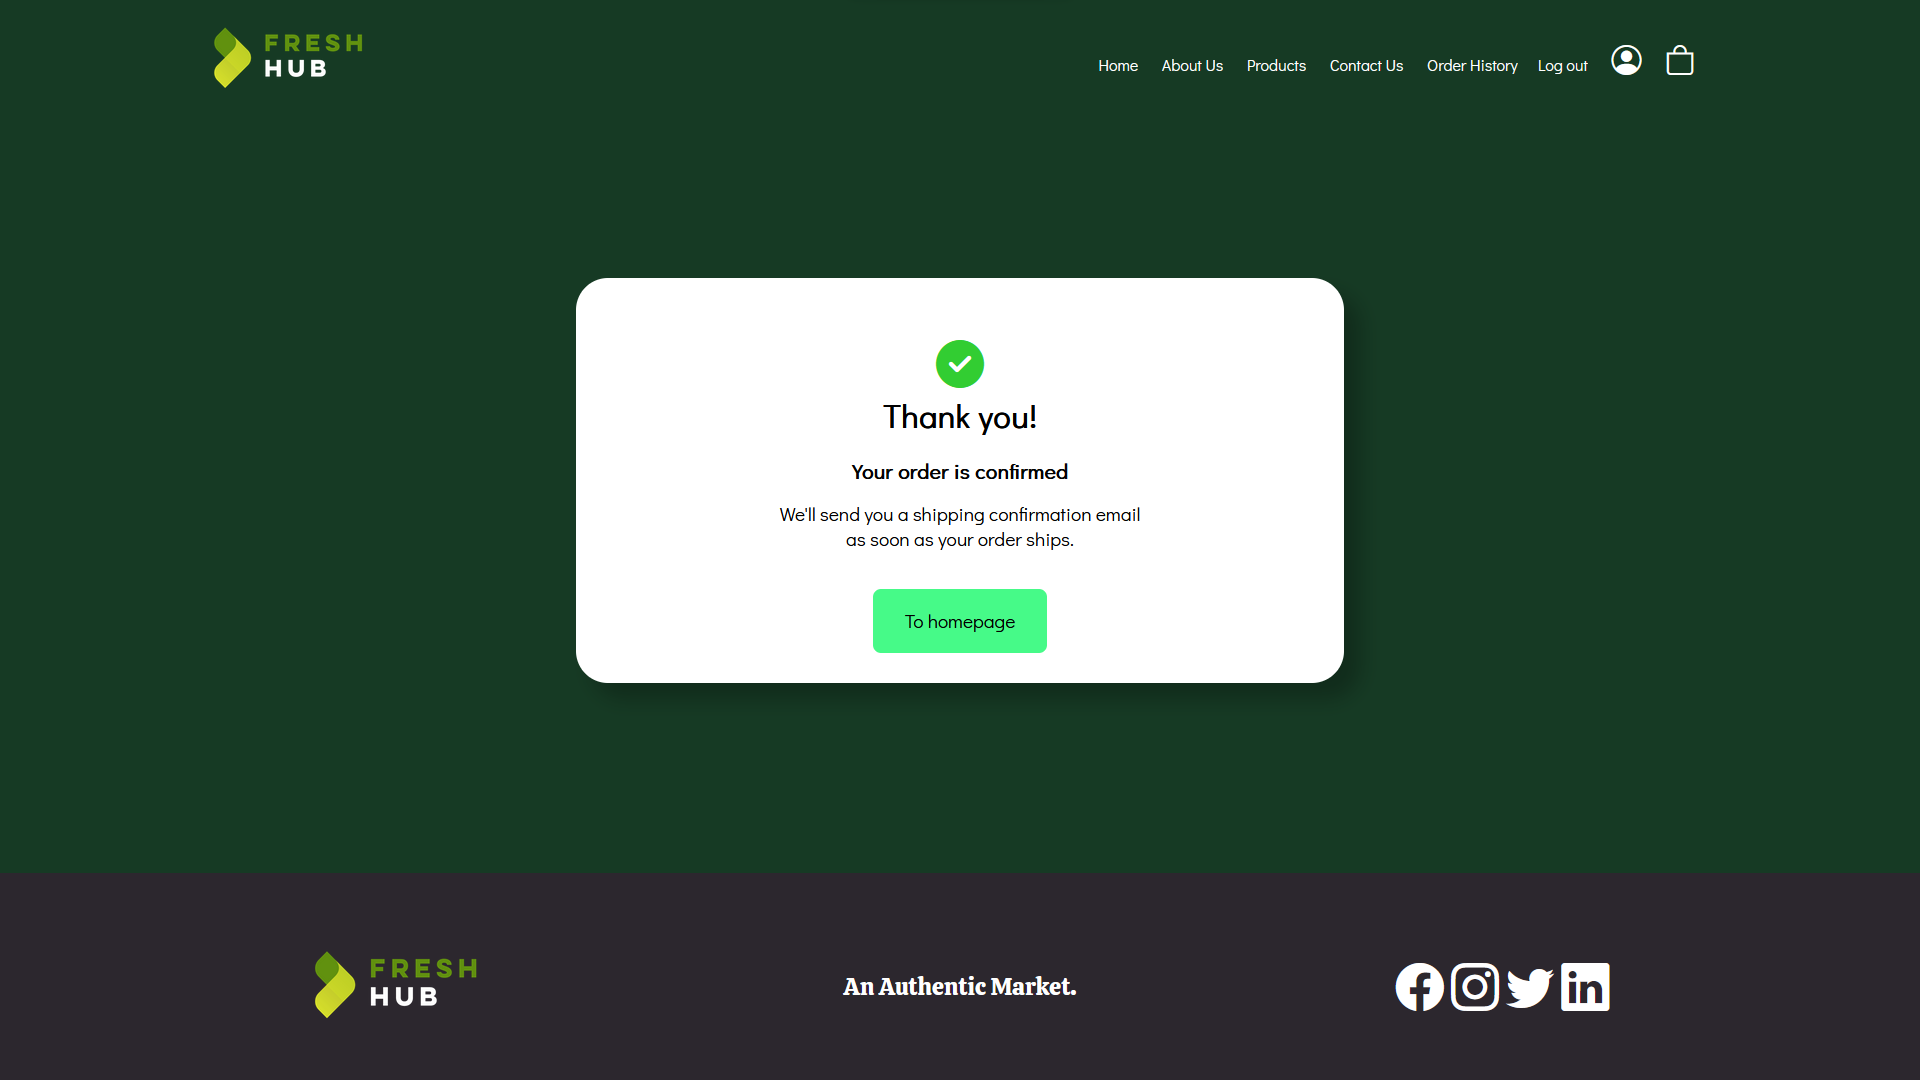 FRESH
HUB
Home About Us Products Contact Us Order History Log out
Thank you!
Your order is confirmed
We'll send you a shipping confirmation email
as soon as your order ships.
To homepage
FRESH
HUB
An Authentic Market.